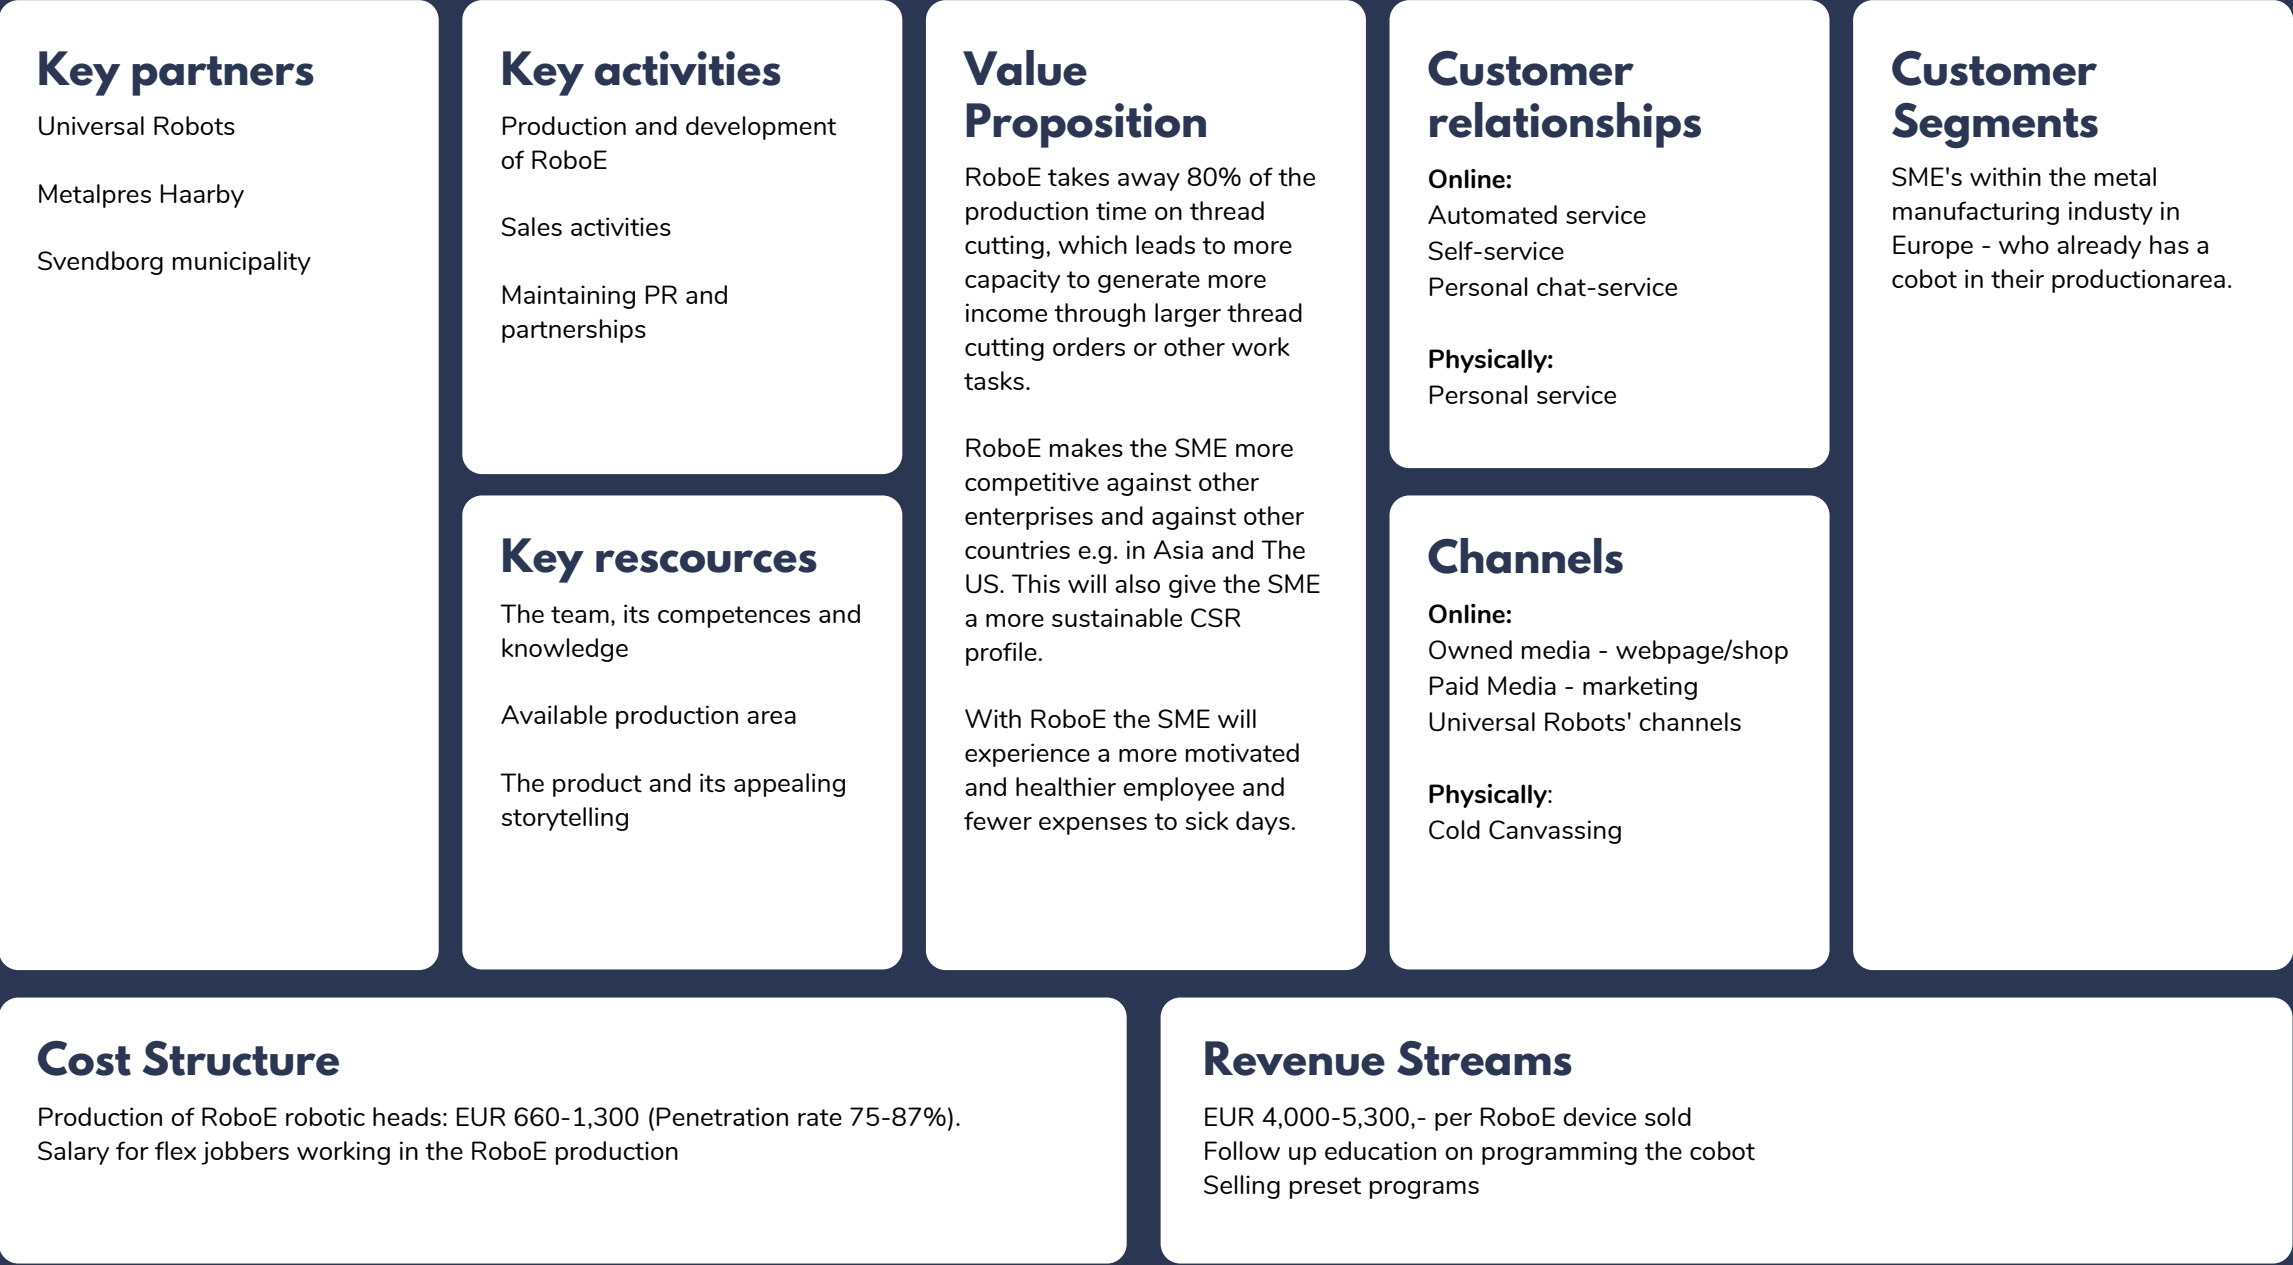 Key partners
Universal Robots
Metalpres Haarby
Svendborg municipality
Key activities
Production and development
of RoboE
Sales activities
Maintaining PR and
partnerships
Key rescources
The team, its competences and
knowledge
Available production area
The product and its appealing
storytelling
Value
Proposition
RoboE takes away 80% of the
production time on thread
cutting, which leads to more
capacity to generate more
income through larger thread
cutting orders or other work
tasks.
RoboE makes the SME more
competitive against other
enterprises and against other
countries e.g. in Asia and The
US. This will also give the SME
a more sustainable CSR
profile.
With RoboE the SME will
experience a more motivated
and healthier employee and
fewer expenses to sick days.
Customer
relationships
Online:
Automated service
Self-service
Personal chat-service
Physically:
Personal service
Channels
Online:
Owned media - webpage/shop
Paid Media - marketing
Universal Robots' channels
Physically:
Cold Canvassing
Customer
Segments
SME's within the metal
manufacturing industy in
Europe - who already has a
cobot in their productionarea.
Cost Structure
Production of RoboE robotic heads: EUR 660-1,300 (Penetration rate 75-87%).
Salary for flex jobbers working in the RoboE production
Revenue Streams
EUR 4,000-5,300,- per RoboE device sold
Follow up education on programming the cobot
Selling preset programs